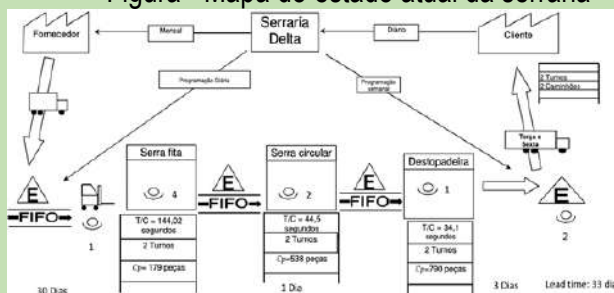 Figura - Mapa do estado atual da serraria
Fornecedor
Mensal
Serraria
Delta
Diário
Cliente
Programação Diária
Programação
semanal
2 Turnos
2 Caminhões
Terça e
Sexta
Serra fita
Serra circular
Destopadeira
E
E
E
E
4
2
1
FIFO
FIFO
FIFO
1
2
T/C = 144,02
segundos
2 Turnos
Cp= 179 peças
T/C = 44,5
segundos
2 Turnos
Cp=538 peças
T/C = 34,1
segundos
2 Turnos
Cp=790 peças
30 Dias
1 Dia
3 Dias
Lead time: 33 dia